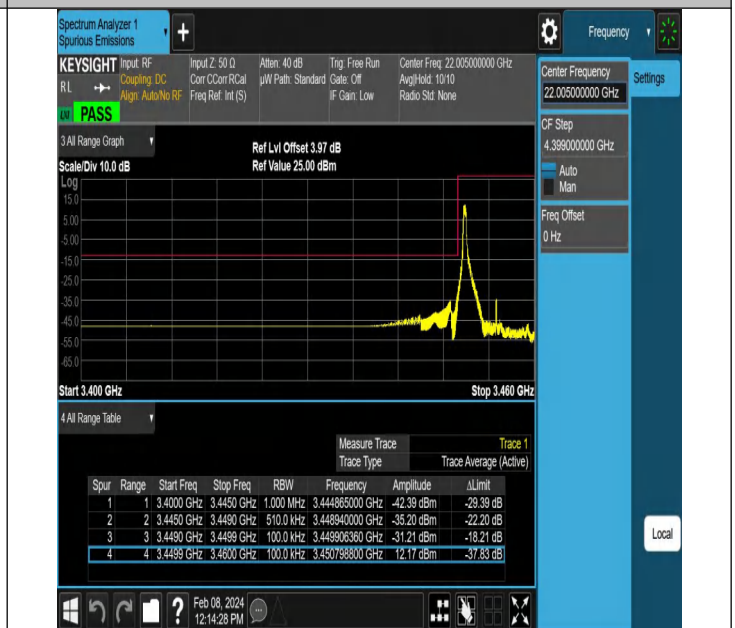 Spectrum Analyzer 1
Spurious Emissions
Frequency
KEYSIGHT
RL
Input: RF
Coupling: DC
Align: Auto/No RF
Input Z: 50 Ω
Corr CCorr RCal
Freq Ref: Int (S)
Atten: 40 dB
µW Path: Standard
Trig: Free Run
Gate: Off
IF Gain: Low
Center Freq: 22.005000000 GHz
Avg|Hold: 10/10
Radio Std: None
PASS
Center Frequency
22.005000000 GHz
Settings
CF Step
4.399000000 GHz
Auto
Man
Freq Offset
0 Hz
3 All Range Graph
Ref Lvl Offset 3.97 dB
Scale/Div 10.0 dB
Ref Value 25.00 dBm
Log
15.0
5.00
-5.00
-15.0
-25.0
-35.0
-45.0
-55.0
-65.0
Start 3.400 GHz
Stop 3.460 GHz
4 All Range Table
Measure Trace Trace 1
Trace Type Trace Average (Active)
Spur Range Start Freq Stop Freq RBW Frequency Amplitude ΔLimit
1 1 3.4000 GHz 3.4450 GHz 1.000 MHz 3.444865000 GHz -42.39 dBm -29.39 dB
2 2 3.4450 GHz 3.4490 GHz 510.0 kHz 3.448940000 GHz -35.20 dBm -22.20 dB
3 3 3.4490 GHz 3.4499 GHz 100.0 kHz 3.449906360 GHz -31.21 dBm -18.21 dB
4 4 3.4499 GHz 3.4600 GHz 100.0 kHz 3.450798800 GHz 12.17 dBm -37.83 dB
Local
Feb 08, 2024
12:14:28 PM